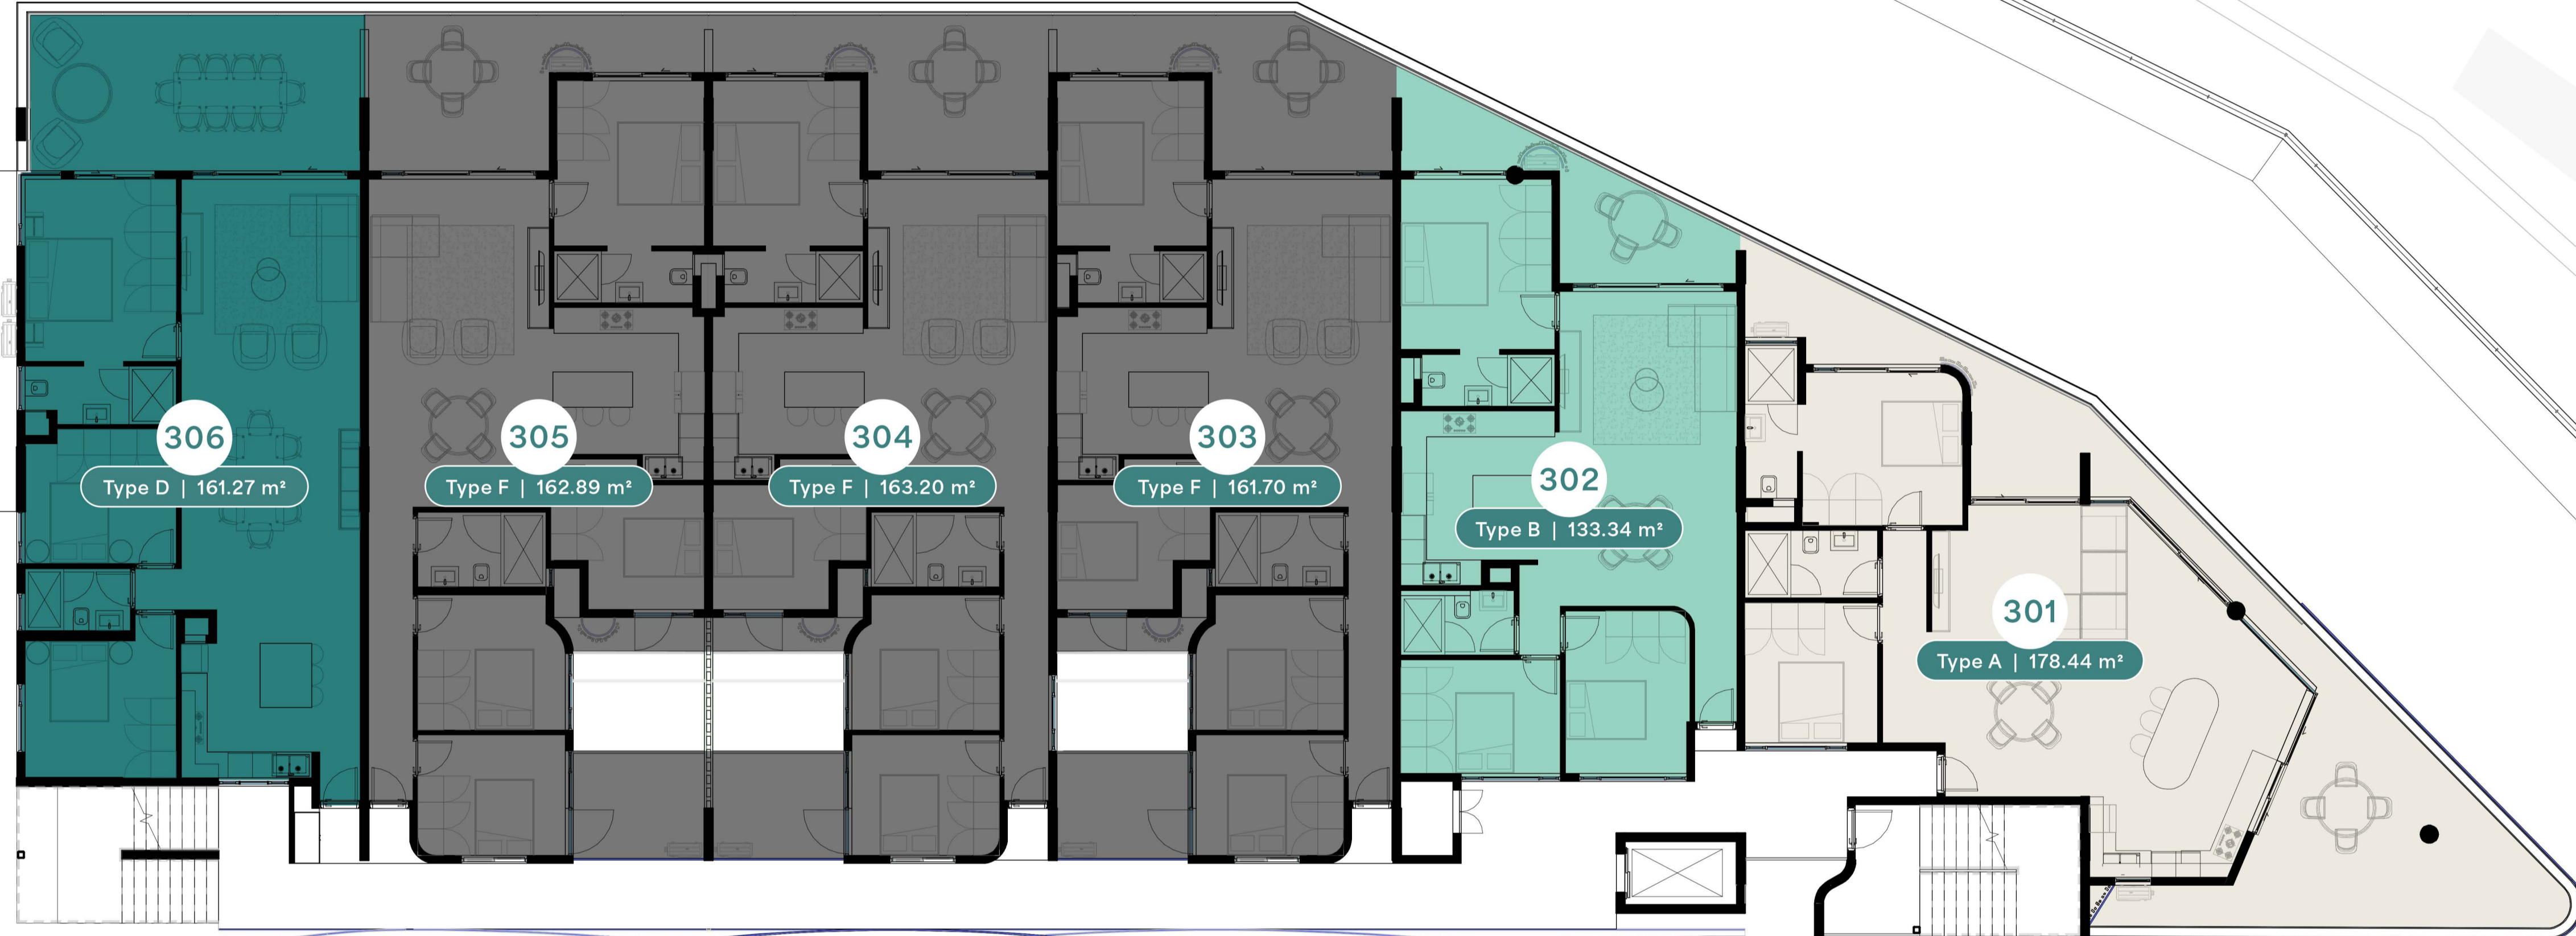 306
Type D | 161.27 m²
305
Type F | 162.89 m²
304
Type F | 163.20 m²
303
Type F | 161.70 m²
302
Type B | 133.34 m²
301
Type A | 178.44 m²